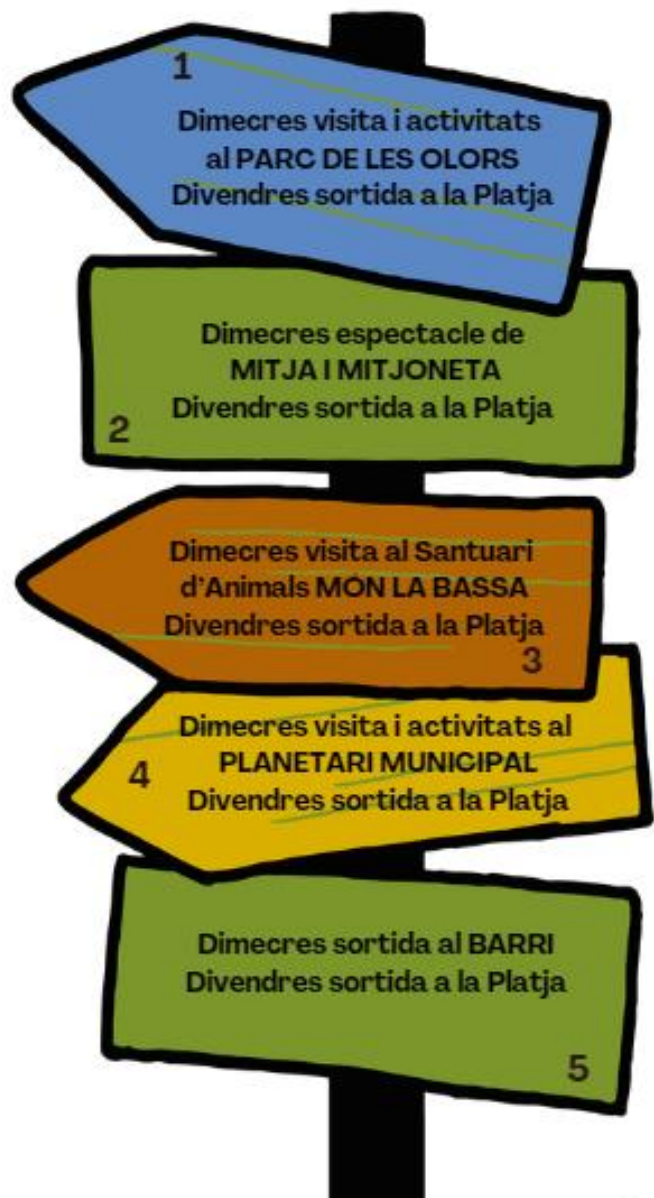 1
Dimecres visita i activitats
al PARC DE LES OLORS
Divendres sortida a la Platja
Dimecres espectacle de
MITJA I MITJONETA
Divendres sortida a la Platja
2
Dimecres visita al Santuari
d'Animals MÓN LA BASSA
Divendres sortida a la Platja
3
Dimecres visita i activitats al
4
PLANETARI MUNICIPAL
Divendres sortida a la Platja
Dimecres sortida al BARRI
Divendres sortida a la Platja
5